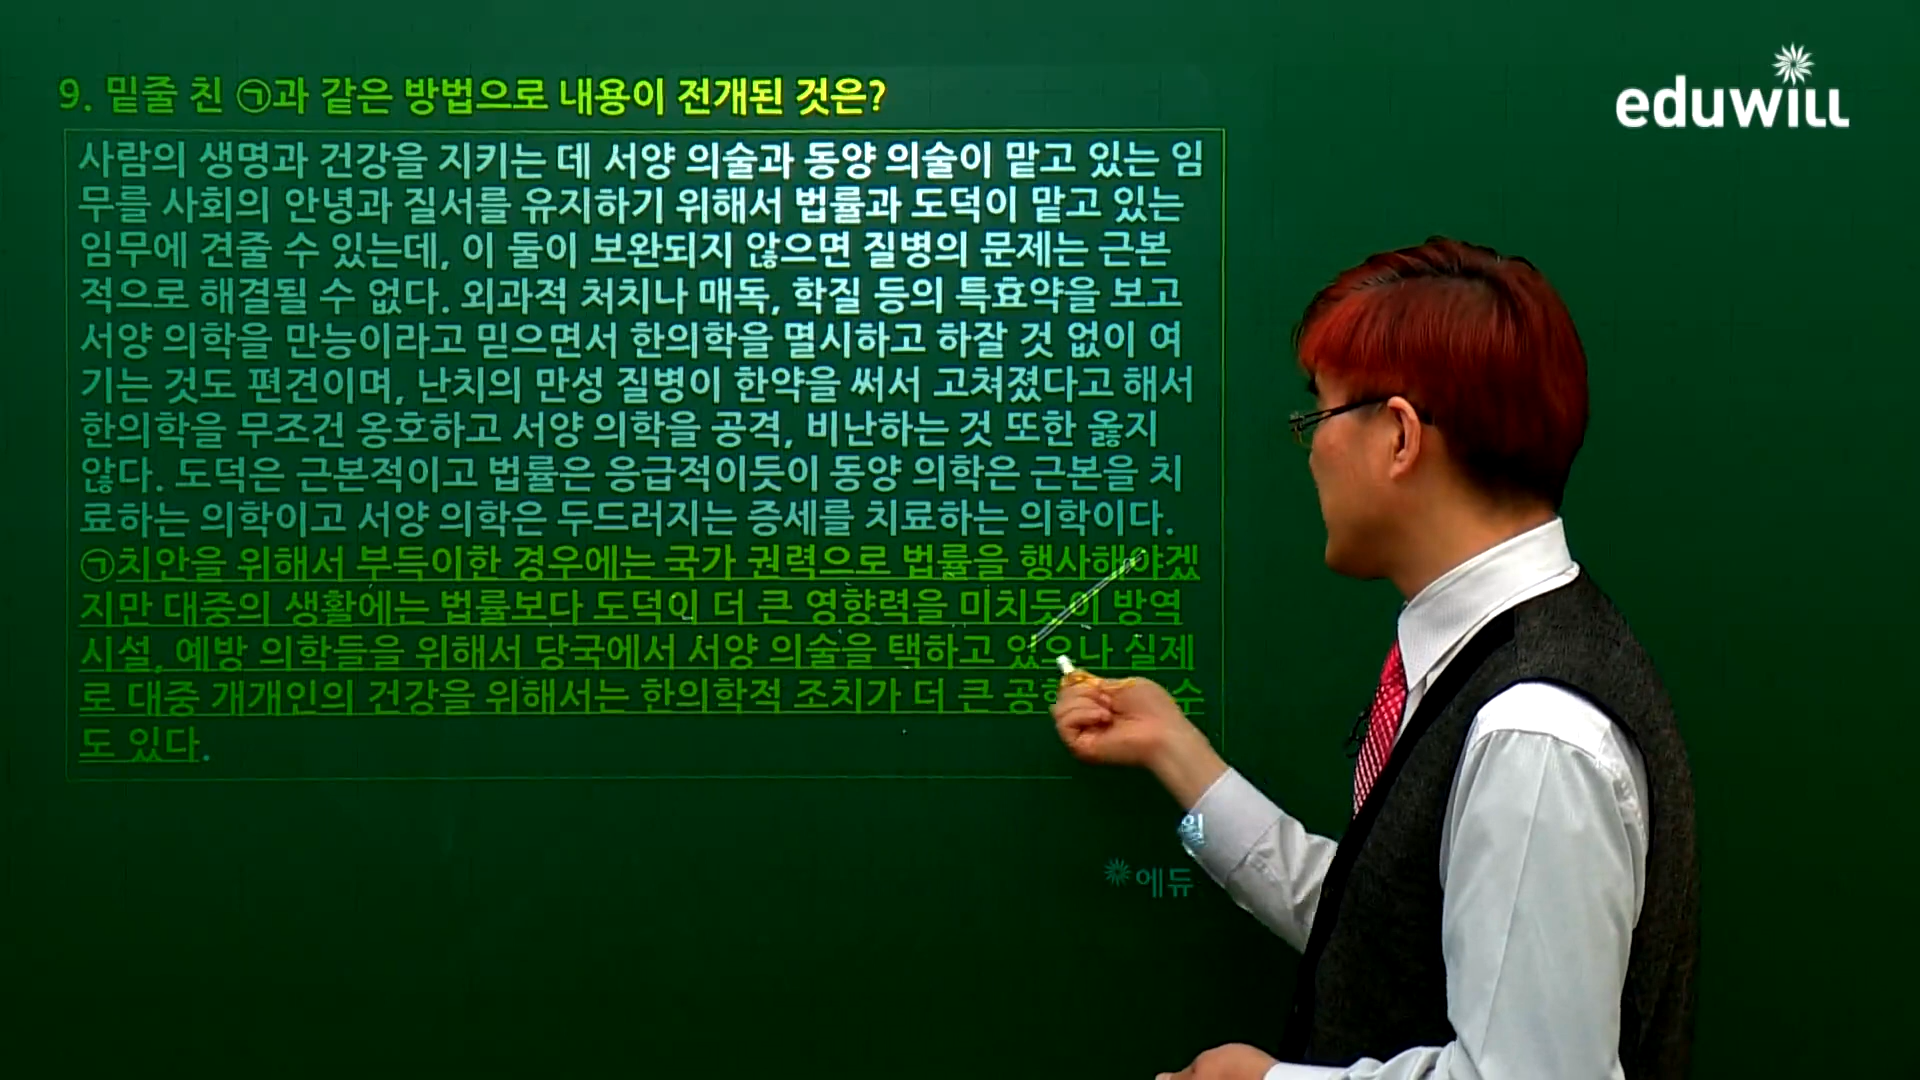 9. 밑줄 친 ㉠과 같은 방법으로 내용이 전개된 것은?
eduwill
사람의 생명과 건강을 지키는 데 서양 의술과 동양 의술이 맡고 있는 임
무를 사회의 안녕과 질서를 유지하기 위해서 법률과 도덕이 맡고 있는
임무에 견줄 수 있는데, 이 둘이 보완되지 않으면 질병의 문제는 근본
적으로 해결될 수 없다. 외과적 처치나 매독, 학질 등의 특효약을 보고
서양 의학을 만능이라고 믿으면서 한의학을 멸시하고 하잘 것 없이 여
기는 것도 편견이며, 난치의 만성 질병이 한약을 써서 고쳐졌다고 해서
한의학을 무조건 옹호하고 서양 의학을 공격, 비난하는 것 또한 옳지
않다. 도덕은 근본적이고 법률은 응급적이듯이 동양 의학은 근본을 치
료하는 의학이고 서양 의학은 두드러지는 증세를 치료하는 의학이다.
㉠치안을 위해서 부득이한 경우에는 국가 권력으로 법률을 행사해야겠
지만 대중의 생활에는 법률보다 도덕이 더 큰 영향력을 미치듯이 방역
시설, 예방 의학들을 위해서 당국에서 서양 의술을 택하고 있으나 실제
로 대중 개개인의 건강을 위해서는 한의학적 조치가 더 큰 수
도 있다.
에듀윌